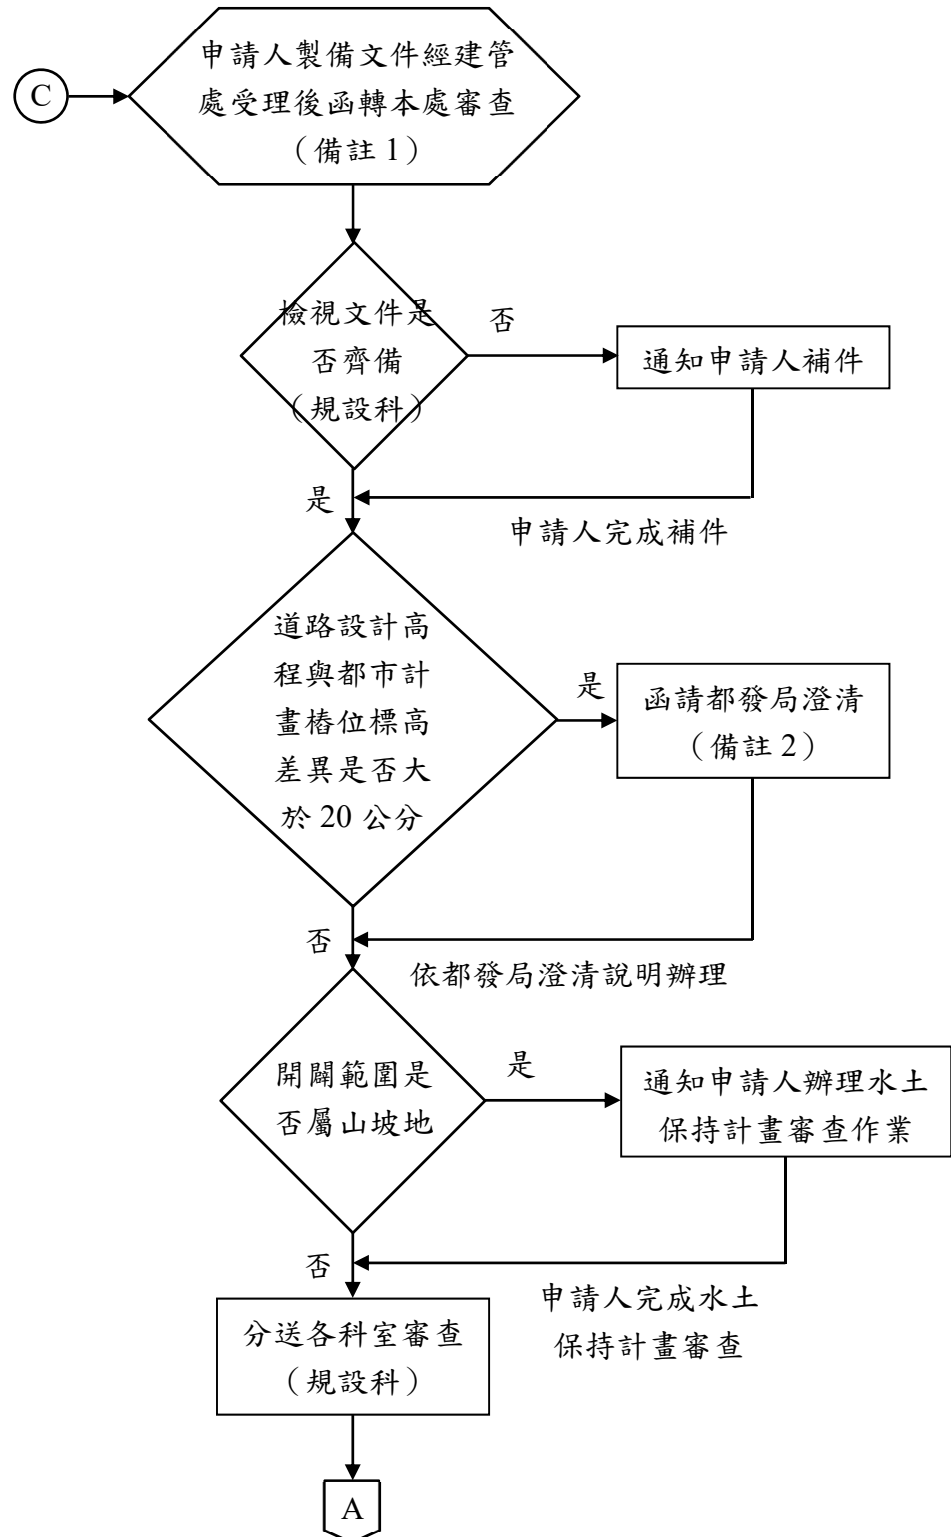 申請人製備文件經建管
C
處受理後函轉本處審查
（備註 1）
檢視文件是
否齊備
（規設科）
否
通知申請人補件
是
申請人完成補件
道路設計高
程與都市計
畫樁位標高
差異是否大
於 20 公分
是
函請都發局澄清
（備註 2）
否
依都發局澄清說明辦理
開闢範圍是
否屬山坡地
是
通知申請人辦理水土
保持計畫審查作業
否
申請人完成水土
保持計畫審查
分送各科室審查
（規設科）
A